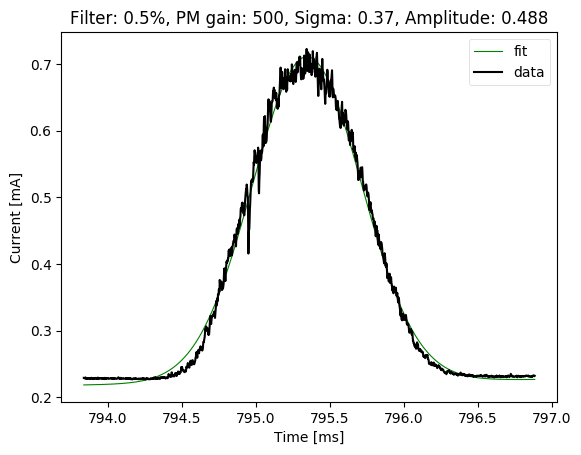 Filter: 0.5%, PM gain: 500, Sigma: 0.37, Amplitude: 0.488
fit
data
0.7
0.6
0.5
0.4
0.3
0.2
Current [mA]
794.0 794.5 795.0 795.5 796.0 796.5 797.0
Time [ms]